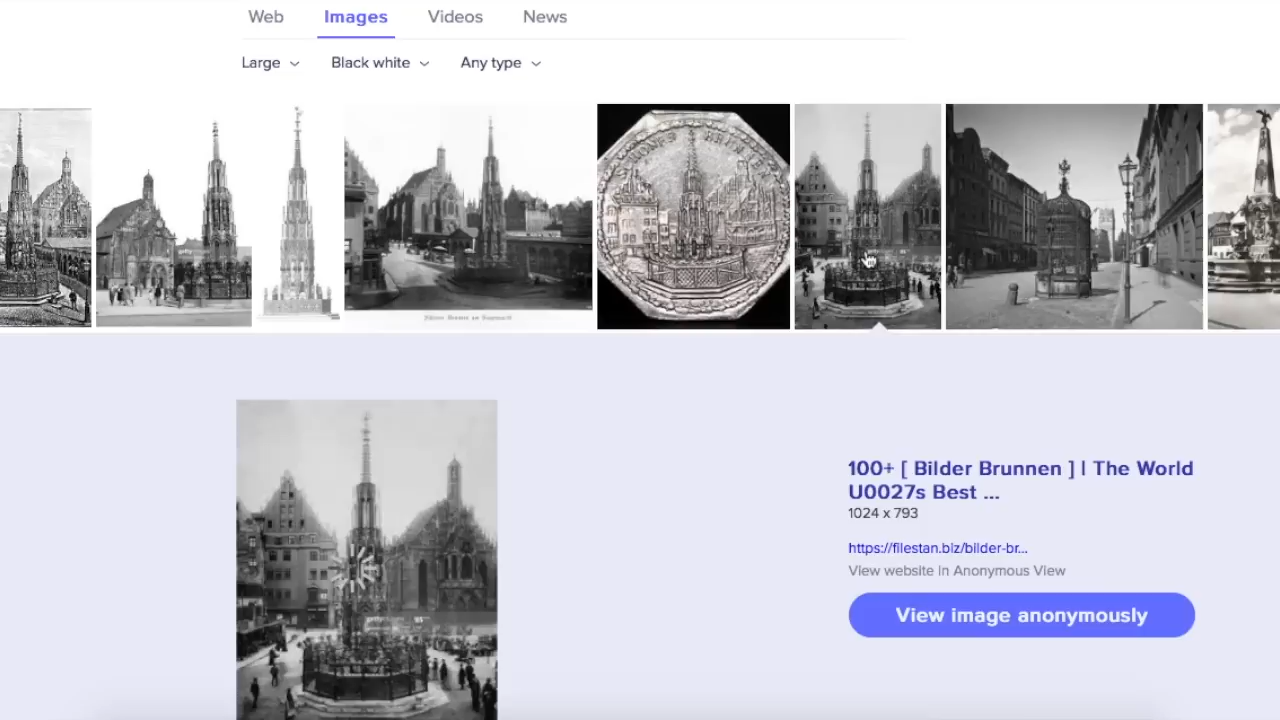 Web Images Videos News
Large Black white Any type
100+ [ Bilder Brunnen ] | The World
U0027s Best ...
1024 x 793
https://filestan.biz/bilder-br...
View website in Anonymous View
View image anonymously